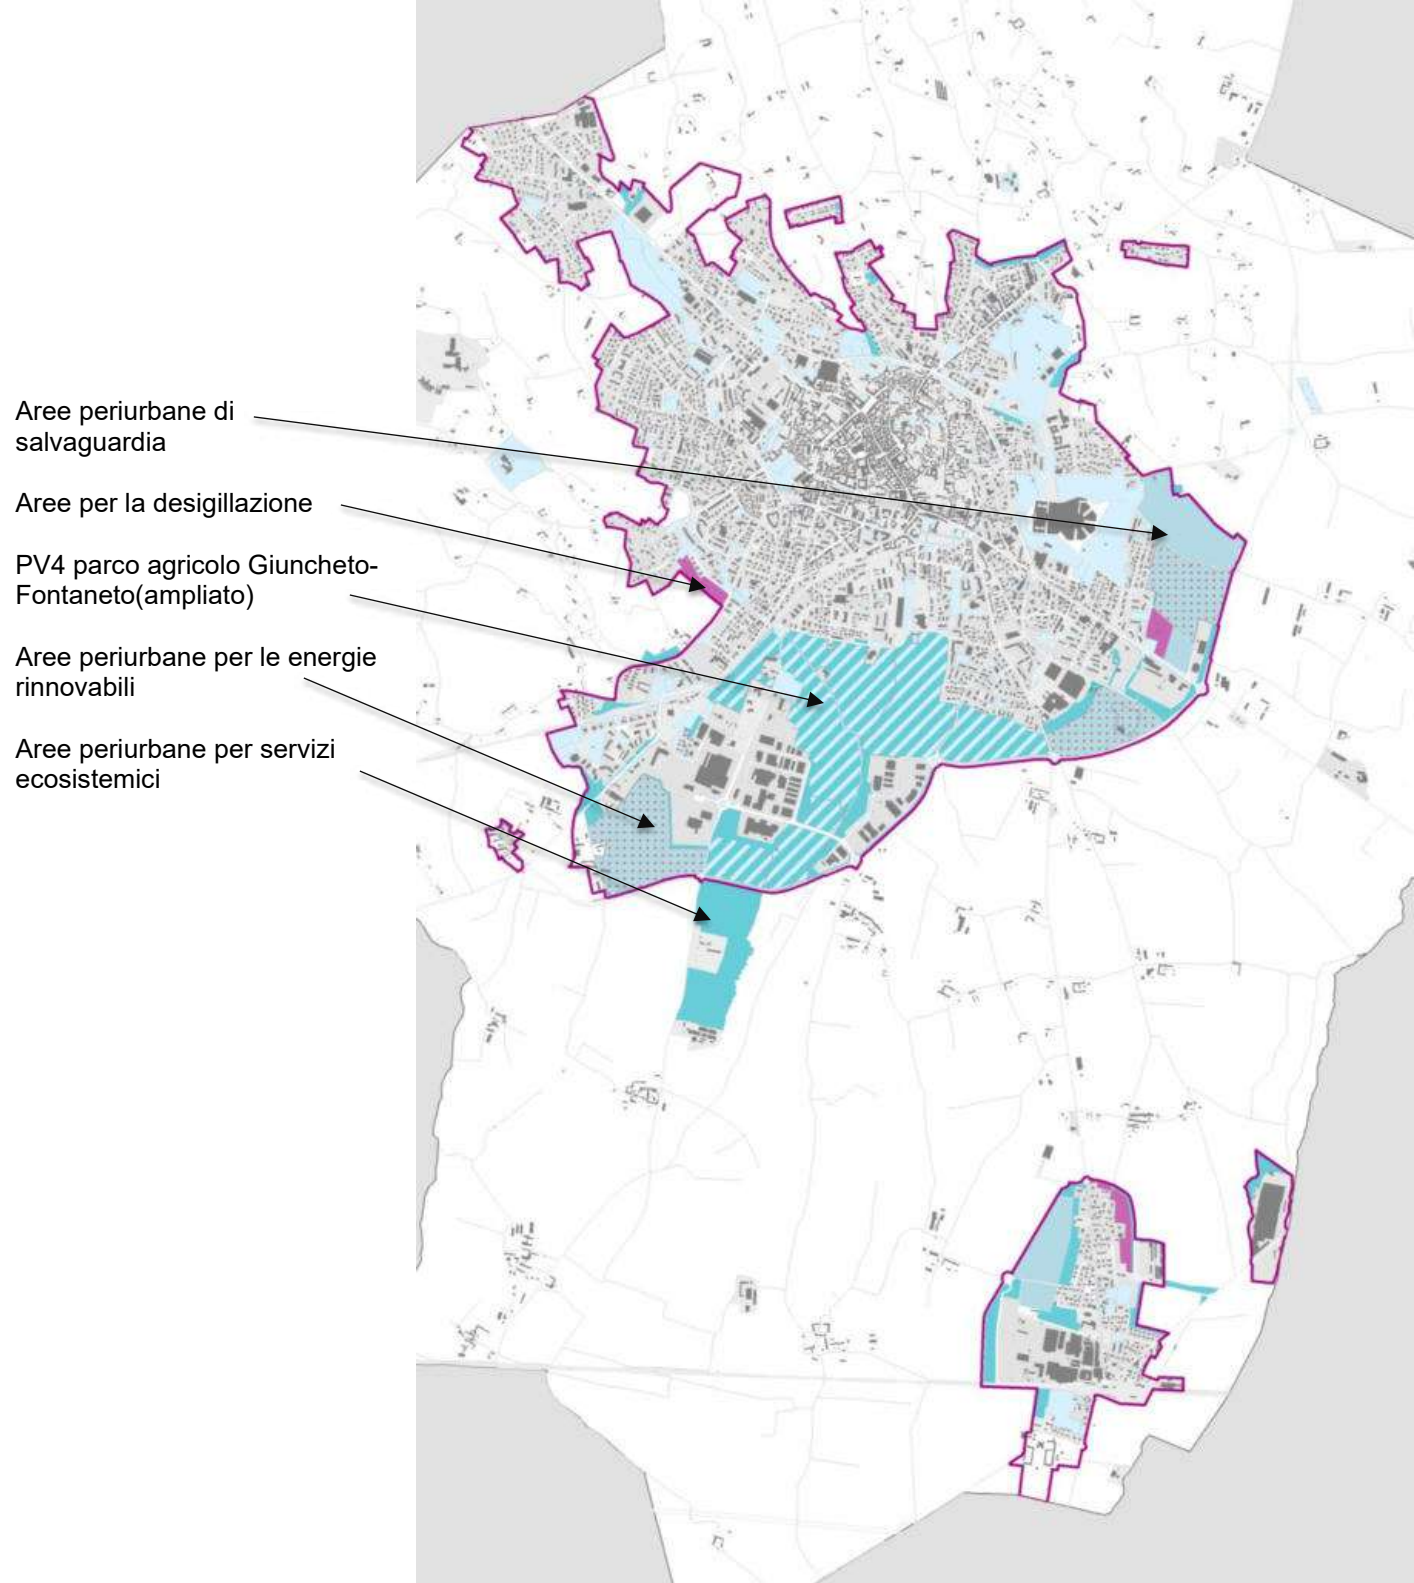 Aree periurbane di
salvaguardia
Aree per la desigillazione
PV4 parco agricolo Giuncheto-
Fontaneto(ampliato)
Aree periurbane per le energie
rinnovabili
Aree periurbane per servizi
ecosistemici